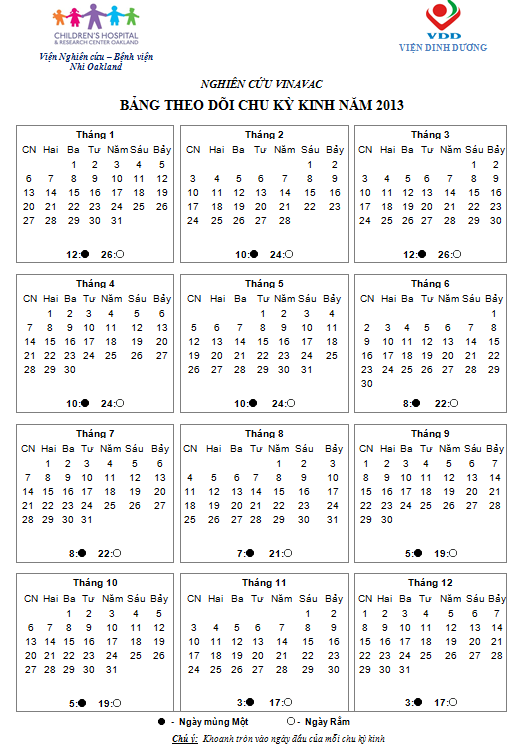 CHILDREN'S HOSPITAL
& RESEARCH CENTER OAKLAND
Viện Nghiên cứu – Bệnh viện
Nhi Oakland
VDD
VIỆN DINH DƯƠNG
NGHIÊN CỨU VINAVAC
BẢNG THEO DÕI CHU KỲ KINH NĂM 2013
Tháng 1
CN Hai Ba Tư Năm Sáu Bảy
1 2 3 4 5
6 7 8 9 10 11 12
13 14 15 16 17 18 19
20 21 22 23 24 25 26
27 28 29 30 31
12:● 26:○
Tháng 2
CN Hai Ba Tư Năm Sáu Bảy
1 2
3 4 5 6 7 8 9
10 11 12 13 14 15 16
17 18 19 20 21 22 23
24 25 26 27 28
10:● 24:○
Tháng 3
CN Hai Ba Tư Năm Sáu Bảy
1 2
3 4 5 6 7 8 9
10 11 12 13 14 15 16
17 18 19 20 21 22 23
24 25 26 27 28 29 30
31
12:● 26:○
Tháng 4
CN Hai Ba Tư Năm Sáu Bảy
1 2 3 4 5 6
7 8 9 10 11 12 13
14 15 16 17 18 19 20
21 22 23 24 25 26 27
28 29 30
10:● 24:○
Tháng 5
CN Hai Ba Tư Năm Sáu Bảy
1 2 3 4
5 6 7 8 9 10 11
12 13 14 15 16 17 18
19 20 21 22 23 24 25
26 27 28 29 30 31
10:● 24:○
Tháng 6
CN Hai Ba Tư Năm Sáu Bảy
1
2 3 4 5 6 7 8
9 10 11 12 13 14 15
16 17 18 19 20 21 22
23 24 25 26 27 28 29
30
8:● 22:○
Tháng 7
CN Hai Ba Tư Năm Sáu Bảy
1 2 3 4 5 6
7 8 9 10 11 12 13
14 15 16 17 18 19 20
21 22 23 24 25 26 27
28 29 30 31
8:● 22:○
Tháng 8
CN Hai Ba Tư Năm Sáu Bảy
1 2 3
4 5 6 7 8 9 10
11 12 13 14 15 16 17
18 19 20 21 22 23 24
25 26 27 28 29 30 31
7:● 21:○
Tháng 9
CN Hai Ba Tư Năm Sáu Bảy
1 2 3 4 5 6 7
8 9 10 11 12 13 14
15 16 17 18 19 20 21
22 23 24 25 26 27 28
29 30
5:● 19:○
Tháng 10
CN Hai Ba Tư Năm Sáu Bảy
1 2 3 4 5
6 7 8 9 10 11 12
13 14 15 16 17 18 19
20 21 22 23 24 25 26
27 28 29 30 31
5:● 19:○
Tháng 11
CN Hai Ba Tư Năm Sáu Bảy
1 2
3 4 5 6 7 8 9
10 11 12 13 14 15 16
17 18 19 20 21 22 23
24 25 26 27 28 29 30
3:● 17:○
Tháng 12
CN Hai Ba Tư Năm Sáu Bảy
1 2 3 4 5 6 7
8 9 10 11 12 13 14
15 16 17 18 19 20 21
22 23 24 25 26 27 28
29 30 31
3:● 17:○
● - Ngày mùng Một ○ - Ngày Rằm
Chú ý: Khoanh tròn vào ngày đầu của mỗi chu kỳ kinh